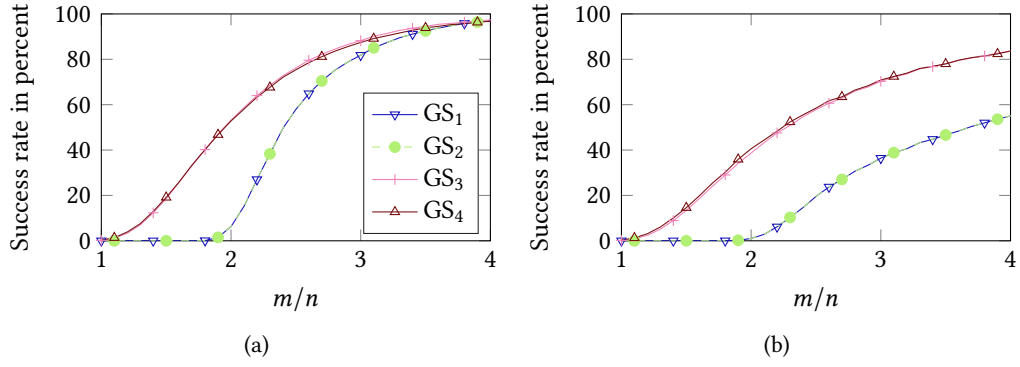 Success rate in percent
100
80
60
40
20
0
1
2
3
4
m/n
GS₁
GS₂
GS₃
GS₄
(a)
Success rate in percent
100
80
60
40
20
0
1
2
3
4
m/n
(b)